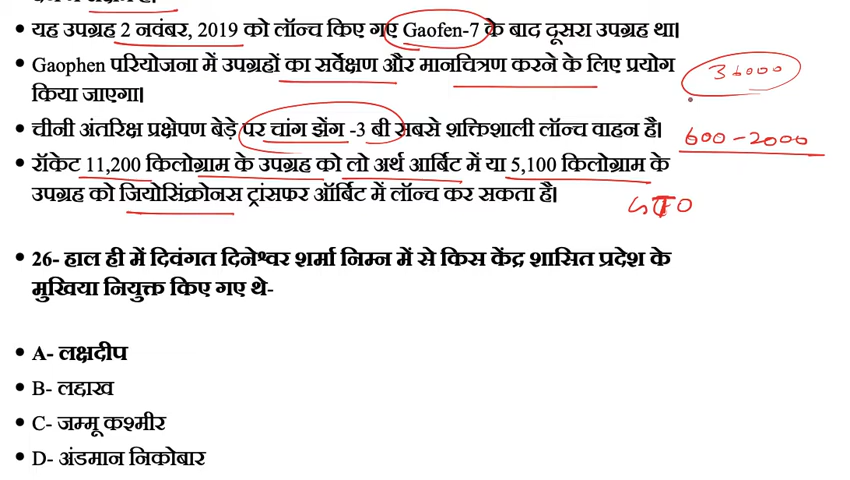 • यह उपग्रह 2 नवंबर, 2019 को लॉन्च किए गए Gaofen-7 के बाद दूसरा उपग्रह था।
• Gaophen परियोजना में उपग्रहों का सर्वेक्षण और मानचित्रण करने के लिए प्रयोग
36000
किया जाएगा।
• चीनी अंतरिक्ष प्रक्षेपण बेड़े पर चांग झेंग -3 बी सबसे शक्तिशाली लॉन्च वाहन है।
600-2000
• रॉकेट 11,200 किलोग्राम के उपग्रह को लो अर्थ आर्बिट में या 5,100 किलोग्राम के
उपग्रह को जियोसिंक्रोनस ट्रांसफर ऑर्बिट में लॉन्च कर सकता है।
GTO
• 26- हाल ही में दिवंगत दिनेश्वर शर्मा निम्न में से किस केंद्र शासित प्रदेश के
मुखिया नियुक्त किए गए थे-
• A- लक्षदीप
• B- लद्दाख
• C- जम्मू कश्मीर
• D- अंडमान निकोबार